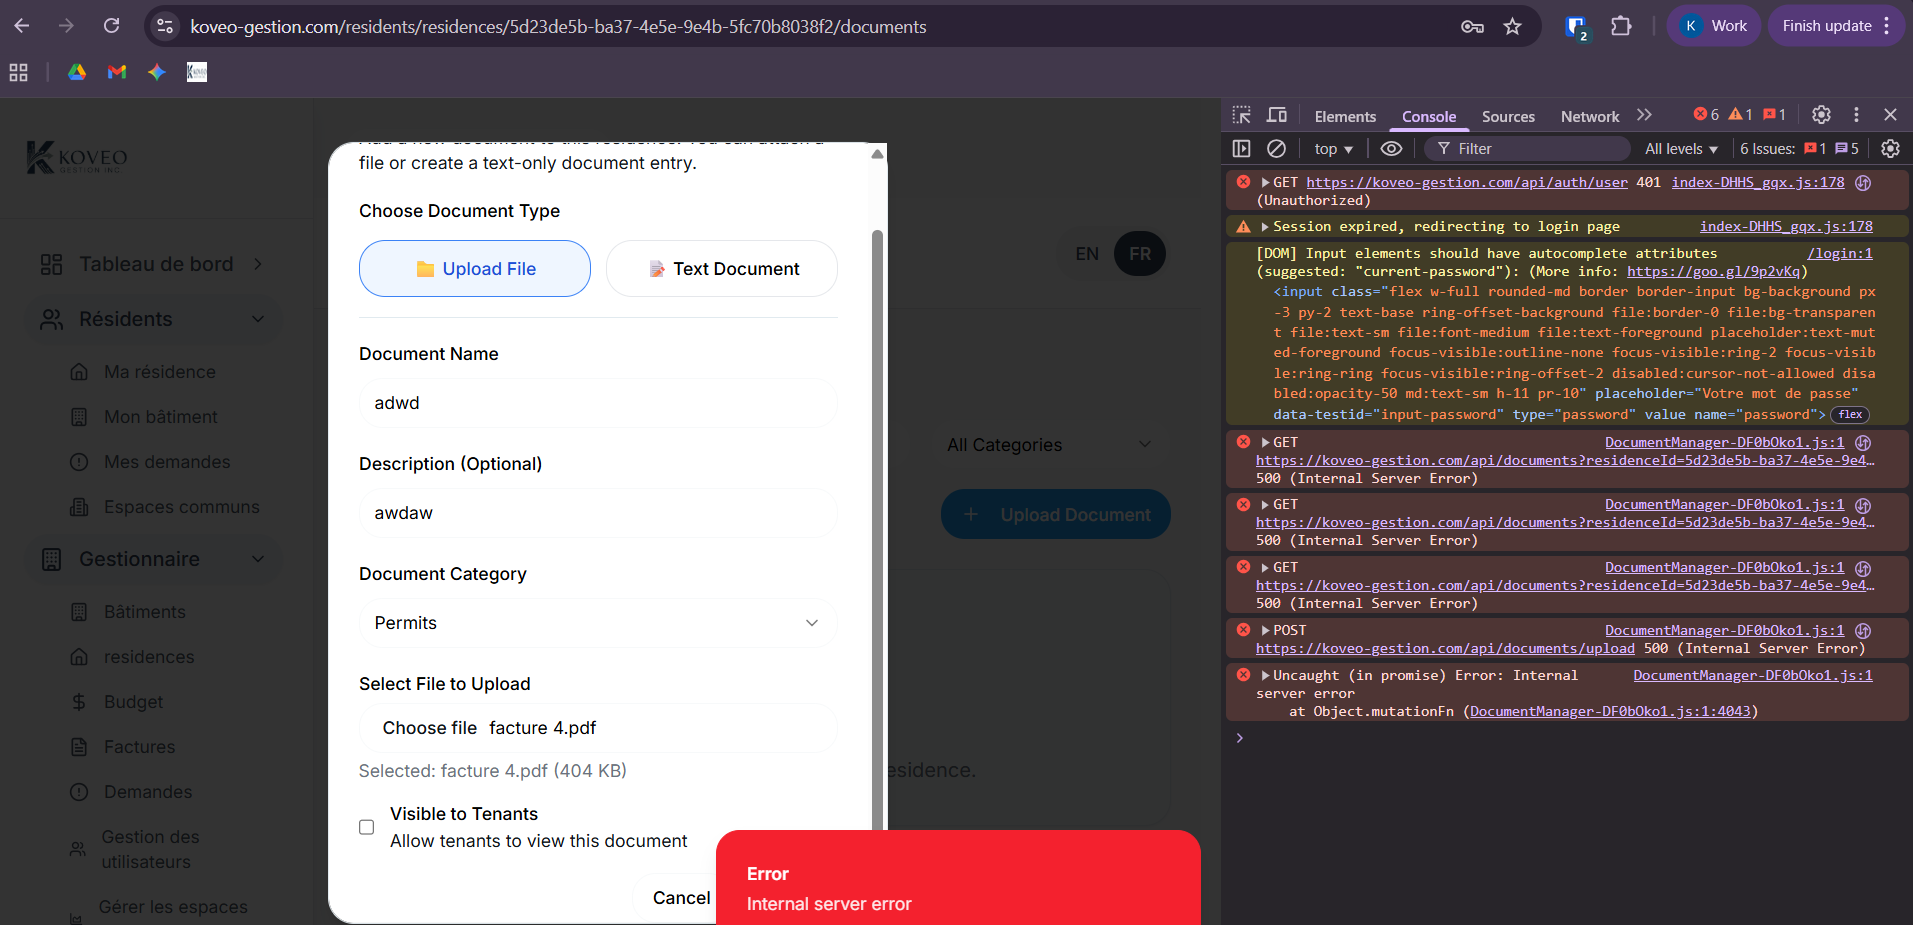 koveo-gestion.com/residents/residences/5d23de5b-ba37-4e5e-9e4b-5fc70b8038f2/documents
2
K Work
Finish update
KOVEO
GESTION INC
Tableau de bord
Résidents
Ma résidence
Mon bâtiment
Mes demandes
Espaces communs
Gestionnaire
Bâtiments
residences
Budget
Factures
Demandes
Gestion des
utilisateurs
Gérer les espaces
EN
FR
All Categories
+ Upload Document
esidence.
Add a new document to this residence. You can attach a
file or create a text-only document entry.
Choose Document Type
Upload File
Text Document
Document Name
adwd
Description (Optional)
awdaw
Document Category
Permits
Select File to Upload
Choose file facture 4.pdf
Selected: facture 4.pdf (404 KB)
Visible to Tenants
Allow tenants to view this document
Cancel
Error
Internal server error
Elements
Console
Sources
Network
6
1
1
top
Filter
All levels
6 Issues: 1 5
GET https://koveo-gestion.com/api/auth/user 401 index-DHHS_gqx.js:178
(Unauthorized)
Session expired, redirecting to login page index-DHHS_gqx.js:178
[DOM] Input elements should have autocomplete attributes /login:1
(suggested: "current-password"): (More info: https://goo.gl/9p2vKq)
<input class="flex w-full rounded-md border border-input bg-background px
-3 py-2 text-base ring-offset-background file:border-0 file:bg-transparen
t file:text-sm file:font-medium file:text-foreground placeholder:text-mut
ed-foreground focus-visible:outline-none focus-visible:ring-2 focus-visib
le:ring-ring focus-visible:ring-offset-2 disabled:cursor-not-allowed disa
bled:opacity-50 md:text-sm h-11 pr-10" placeholder="Votre mot de passe"
data-testid="input-password" type="password" value name="password"> flex
GET DocumentManager-DF0bOko1.js:1
https://koveo-gestion.com/api/documents?residenceId=5d23de5b-ba37-4e5e-9e4…
500 (Internal Server Error)
GET DocumentManager-DF0bOko1.js:1
https://koveo-gestion.com/api/documents?residenceId=5d23de5b-ba37-4e5e-9e4…
500 (Internal Server Error)
GET DocumentManager-DF0bOko1.js:1
https://koveo-gestion.com/api/documents?residenceId=5d23de5b-ba37-4e5e-9e4…
500 (Internal Server Error)
POST DocumentManager-DF0bOko1.js:1
https://koveo-gestion.com/api/documents/upload 500 (Internal Server Error)
Uncaught (in promise) Error: Internal DocumentManager-DF0bOko1.js:1
server error
at Object.mutationFn (DocumentManager-DF0bOko1.js:1:4043)